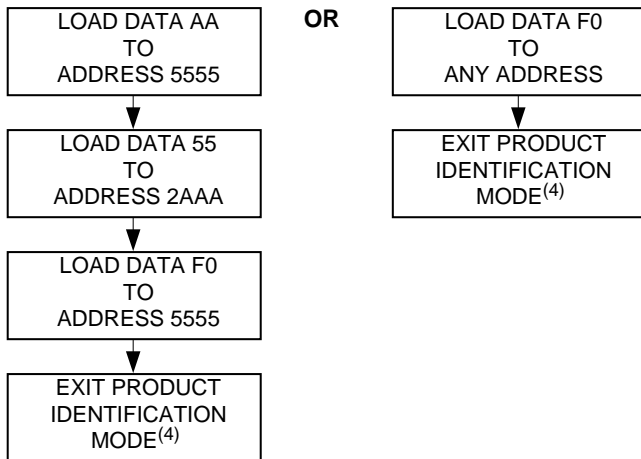 LOAD DATA AA
TO
ADDRESS 5555
LOAD DATA 55
TO
ADDRESS 2AAA
LOAD DATA F0
TO
ADDRESS 5555
EXIT PRODUCT
IDENTIFICATION
MODE(4)
OR
LOAD DATA F0
TO
ANY ADDRESS
EXIT PRODUCT
IDENTIFICATION
MODE(4)